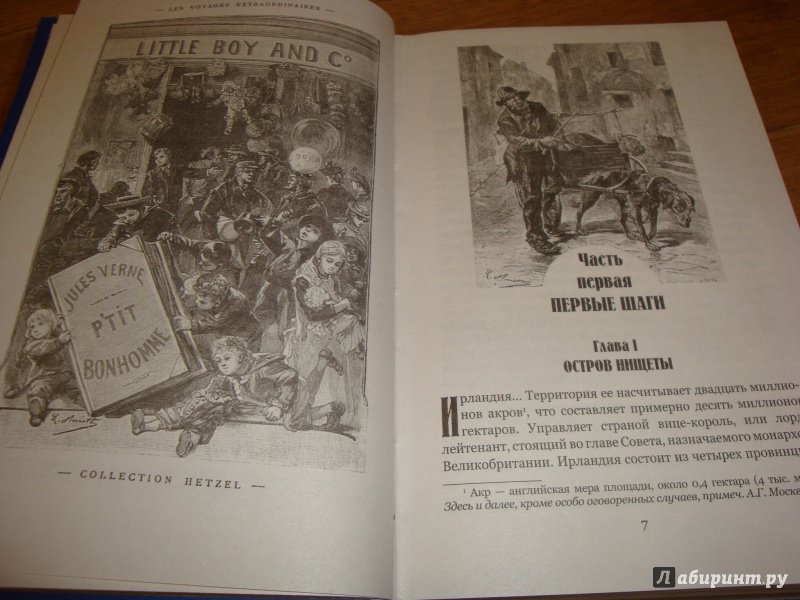 — LES VOYAGES EXTRAORDINAIRES —
LITTLE BOY AND Cº
JULES VERNE
P'TIT
BONHOMME
— COLLECTION HETZEL —
Часть
первая
ПЕРВЫЕ ШАГИ
Глава I
ОСТРОВ НИЩЕТЫ
Ирландия... Территория ее насчитывает двадцать миллио-
нов акров¹, что составляет примерно десять миллионов
гектаров. Управляет страной вице-король, или лорд-
лейтенант, стоящий во главе Совета, назначаемого монархо
Великобритании. Ирландия состоит из четырех провинц
¹ Акр — английская мера площади, около 0,4 гектара (4 тыс. м
Здесь и далее, кроме особо оговоренных случаев, примеч. А.Г. Моск
7
Лабиринт.ру